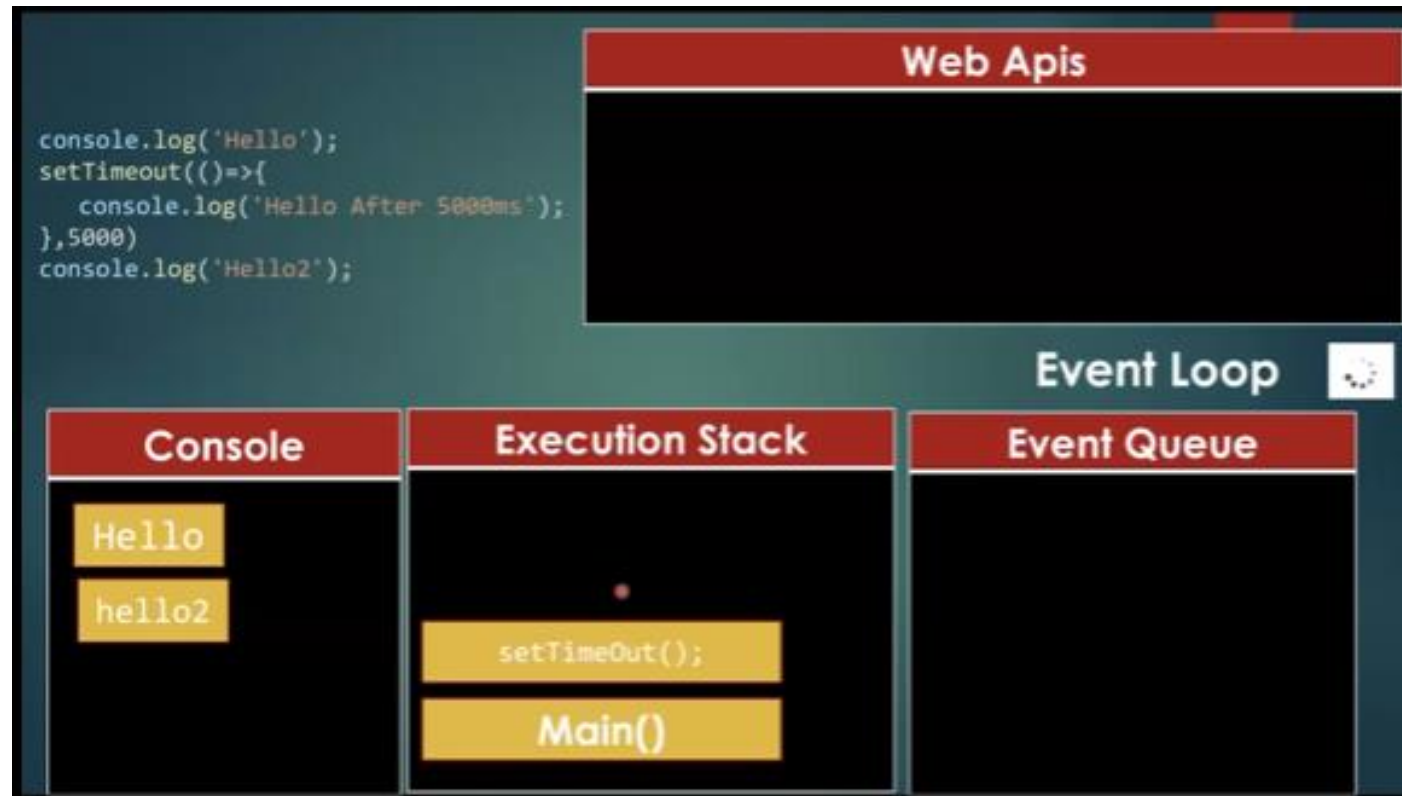 Web Apis
console.log('Hello');
setTimeout(()=>{
console.log('Hello After 5000ms');
},5000)
console.log('Hello2');
Event Loop
Console
Execution Stack
Event Queue
Hello
hello2
setTimeOut();
Main()